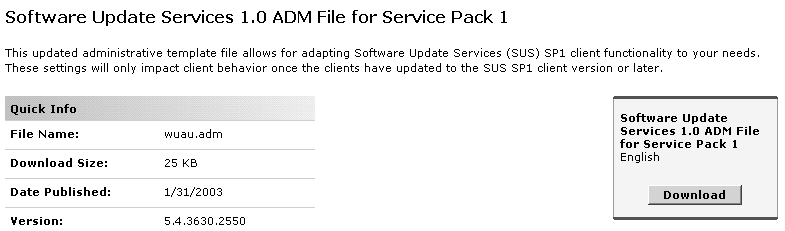 Software Update Services 1.0 ADM File for Service Pack 1
This updated administrative template file allows for adapting Software Update Services (SUS) SP1 client functionality to your needs.
These settings will only impact client behavior once the clients have updated to the SUS SP1 client version or later.
Quick Info
File Name: wuau.adm
Download Size: 25 KB
Date Published: 1/31/2003
Version: 5.4.3630.2550
Software Update
Services 1.0 ADM File
for Service Pack 1
English
Download